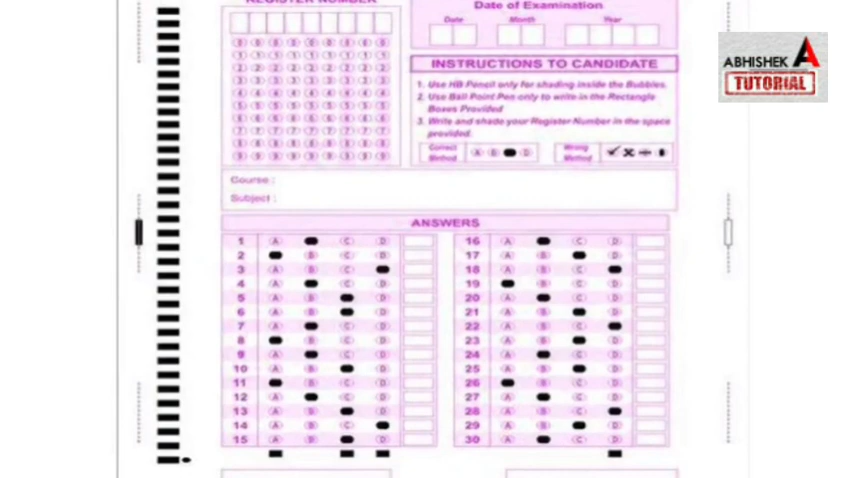 REGISTER NUMBER
Date of Examination
Date Month Year
INSTRUCTIONS TO CANDIDATE
1. Use HB Pencil only for shading inside the Bubbles.
2. Use Ball Point Pen only to write in the Rectangle
Boxes Provided
3. Write and shade your Register Number in the space
provided.
Correct Method A B D
Wrong Method
Course :
Subject :
ANSWERS
1 A C D
2 B C D
3 A B C
4 A C D
5 A B D
6 A B D
7 A C D
8 B C D
9 A C D
10 A B D
11 B C D
12 A C D
13 A B D
14 A B C
15 A B D
16 A C D
17 A B D
18 A B C
19 B C D
20 A C D
21 A B D
22 A B C
23 A B D
24 A C D
25 A B D
26 B C D
27 A C D
28 A B C
29 A B D
30 A C D
ABHISHEK A
TUTORIAL